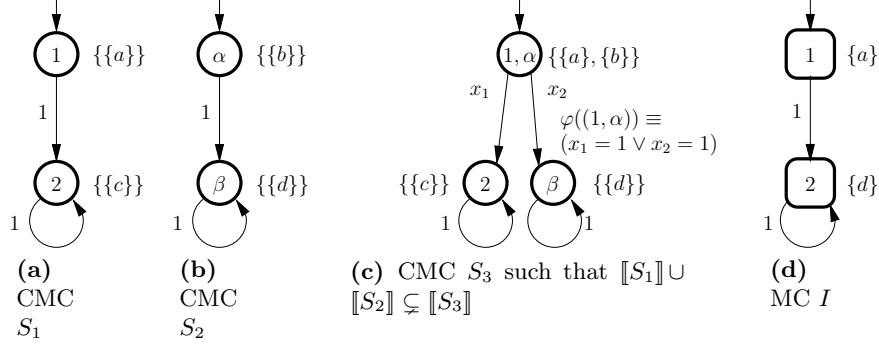 1 {{a}} α {{b}} 1, α {{a}, {b}} 1 {a}
x₁ x₂
1 1 1
φ((1, α)) ≡
(x₁ = 1 ∨ x₂ = 1)
2 {{c}} β {{d}} {{c}} 2 β {{d}} 2 {d}
1 1 1 1 1
(a)
CMC
S₁
(b)
CMC
S₂
(c) CMC S₃ such that ⟦S₁⟧∪
⟦S₂⟧ ⊊ ⟦S₃⟧
(d)
MC I